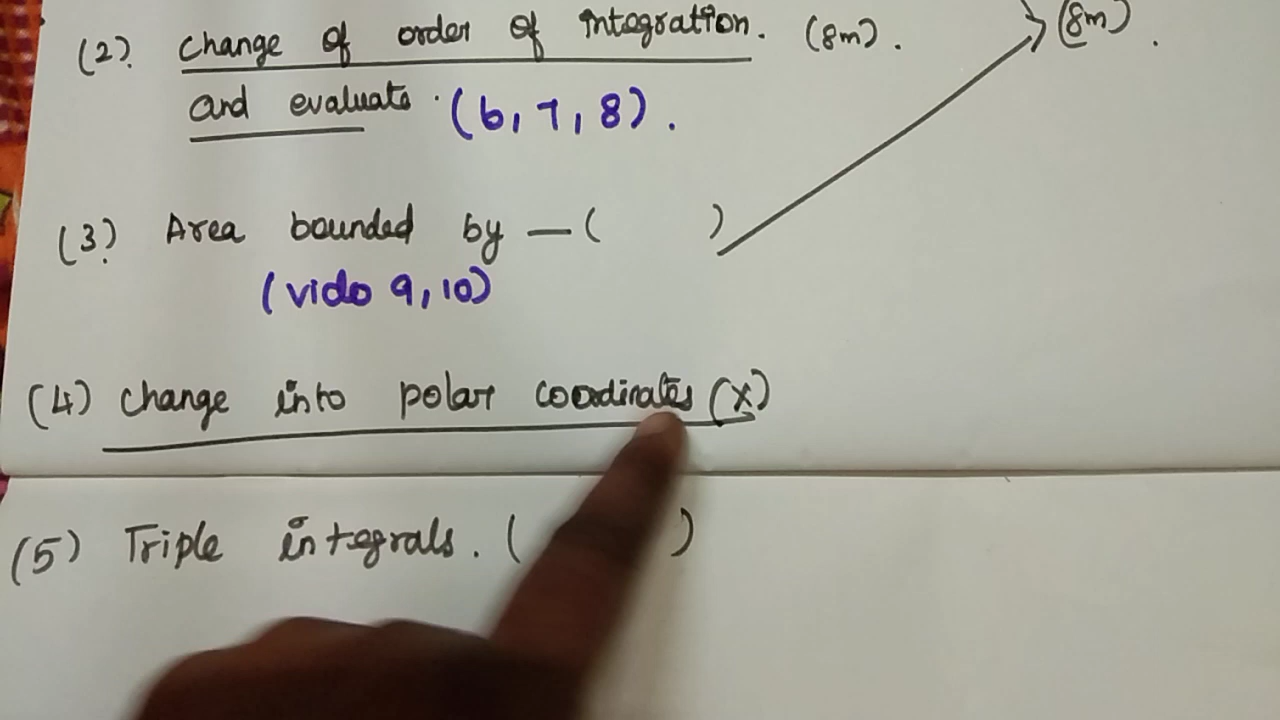 (2). Change of order of integration. (8m).
(8m).
and evaluate. (6, 7, 8).
(3). Area bounded by — ( )
(vido 9, 10)
(4) Change into polar coordinates (x)
(5) Triple integrals. ( )